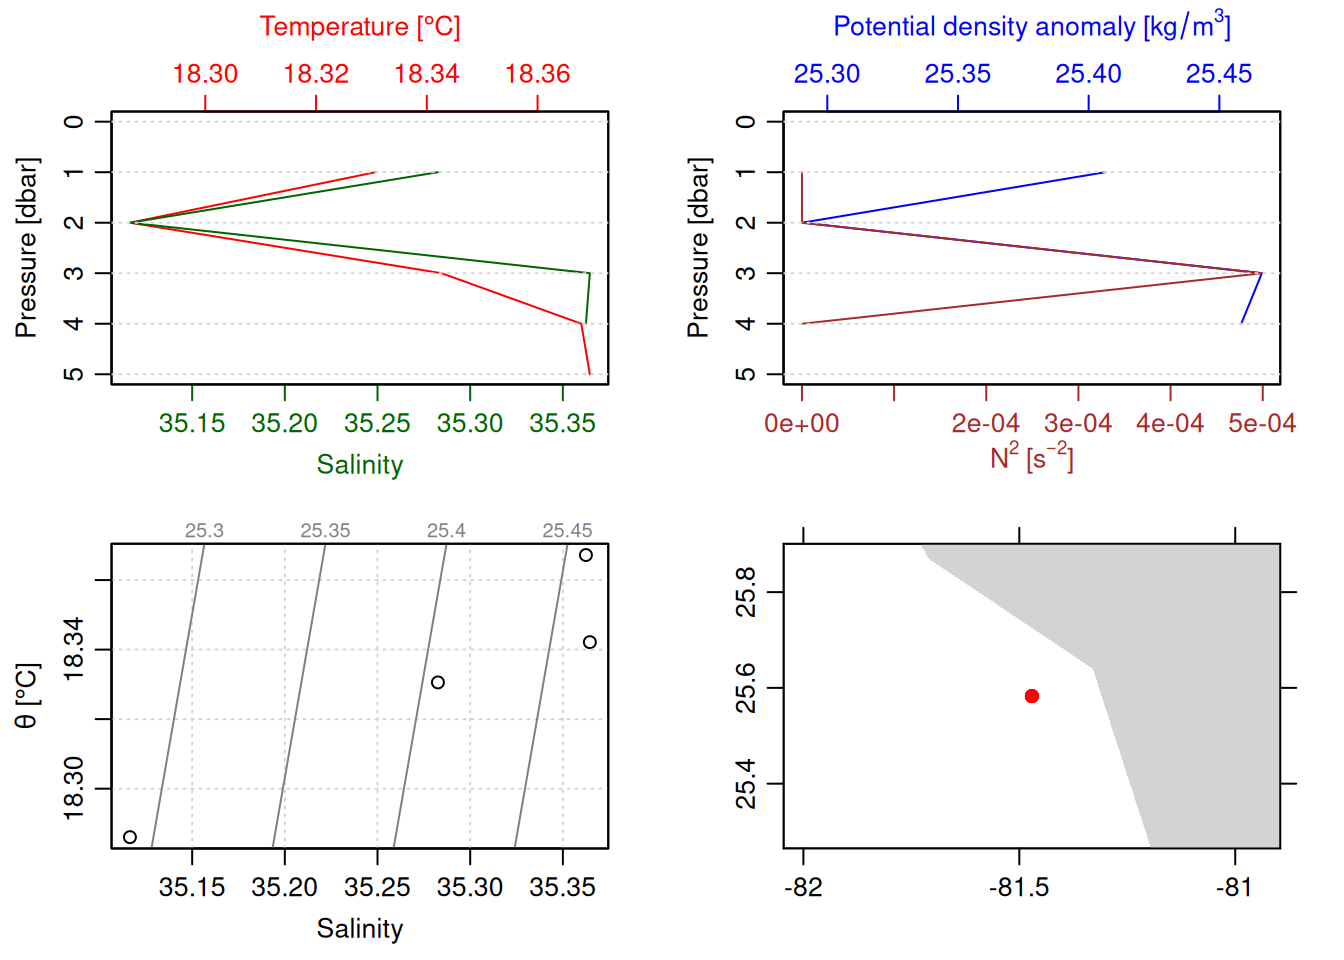 Temperature [°C]
18.30 18.32 18.34 18.36
0
1
2
3
4
5
Pressure [dbar]
35.15 35.20 35.25 35.30 35.35
Salinity
Potential density anomaly [kg/m³]
25.30 25.35 25.40 25.45
0
1
2
3
4
5
Pressure [dbar]
0e+00 2e-04 3e-04 4e-04 5e-04
N² [s⁻²]
25.3 25.35 25.4 25.45
18.34
18.30
θ [°C]
35.15 35.20 35.25 35.30 35.35
Salinity
25.8
25.6
25.4
-82 -81.5 -81